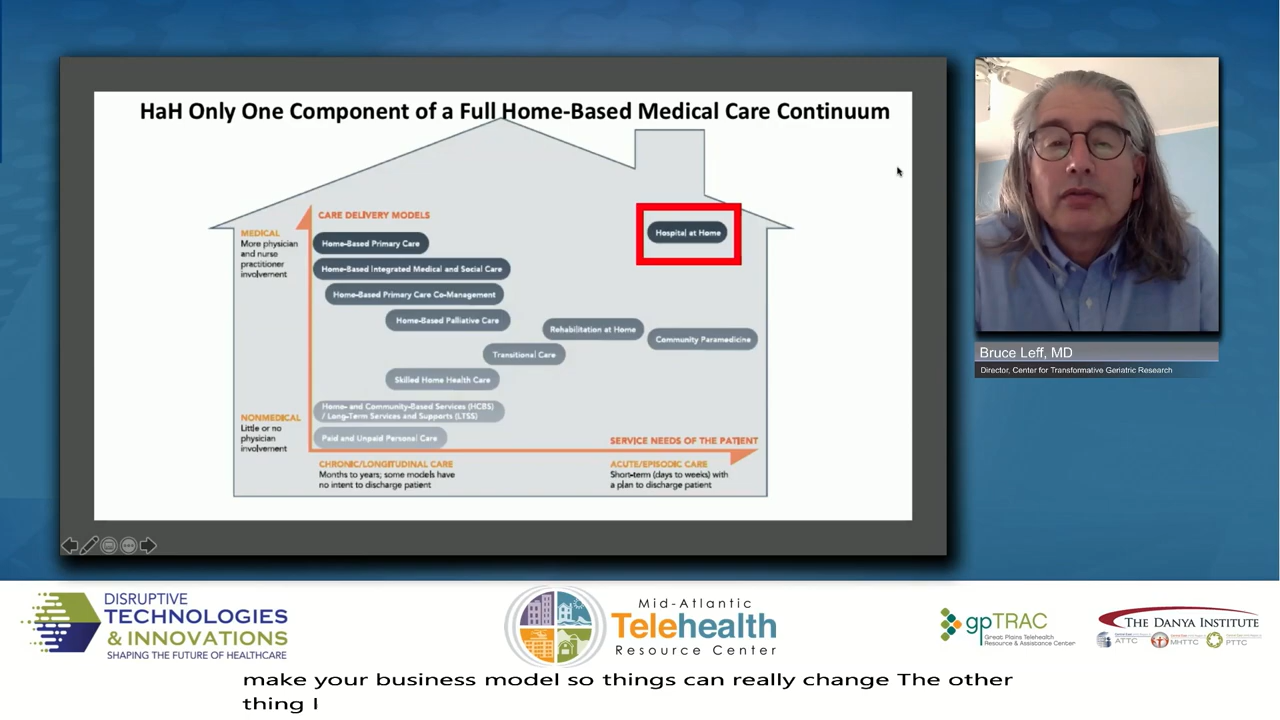 HaH Only One Component of a Full Home-Based Medical Care Continuum
CARE DELIVERY MODELS
MEDICAL
More physician
and nurse
practitioner
involvement
Home-Based Primary Care
Hospital at Home
Home-Based Integrated Medical and Social Care
Home-Based Primary Care Co-Management
Home-Based Palliative Care
Rehabilitation at Home
Community Paramedicine
Transitional Care
Skilled Home Health Care
Home- and Community-Based Services (HCBS)
/ Long-Term Services and Supports (LTSS)
Paid and Unpaid Personal Care
NONMEDICAL
Little or no
physician
involvement
SERVICE NEEDS OF THE PATIENT
CHRONIC/LONGITUDINAL CARE
Months to years; some models have
no intent to discharge patient
ACUTE/EPISODIC CARE
Short-term (days to weeks) with
a plan to discharge patient
Bruce Leff, MD
Director, Center for Transformative Geriatric Research
DISRUPTIVE
TECHNOLOGIES
& INNOVATIONS
SHAPING THE FUTURE OF HEALTHCARE
Mid-Atlantic
Telehealth
Resource Center
gpTRAC
Great Plains Telehealth
Resource & Assistance Center
THE DANYA INSTITUTE
ATTC
MHTTC
PTTC
make your business model so things can really change The other
thing I